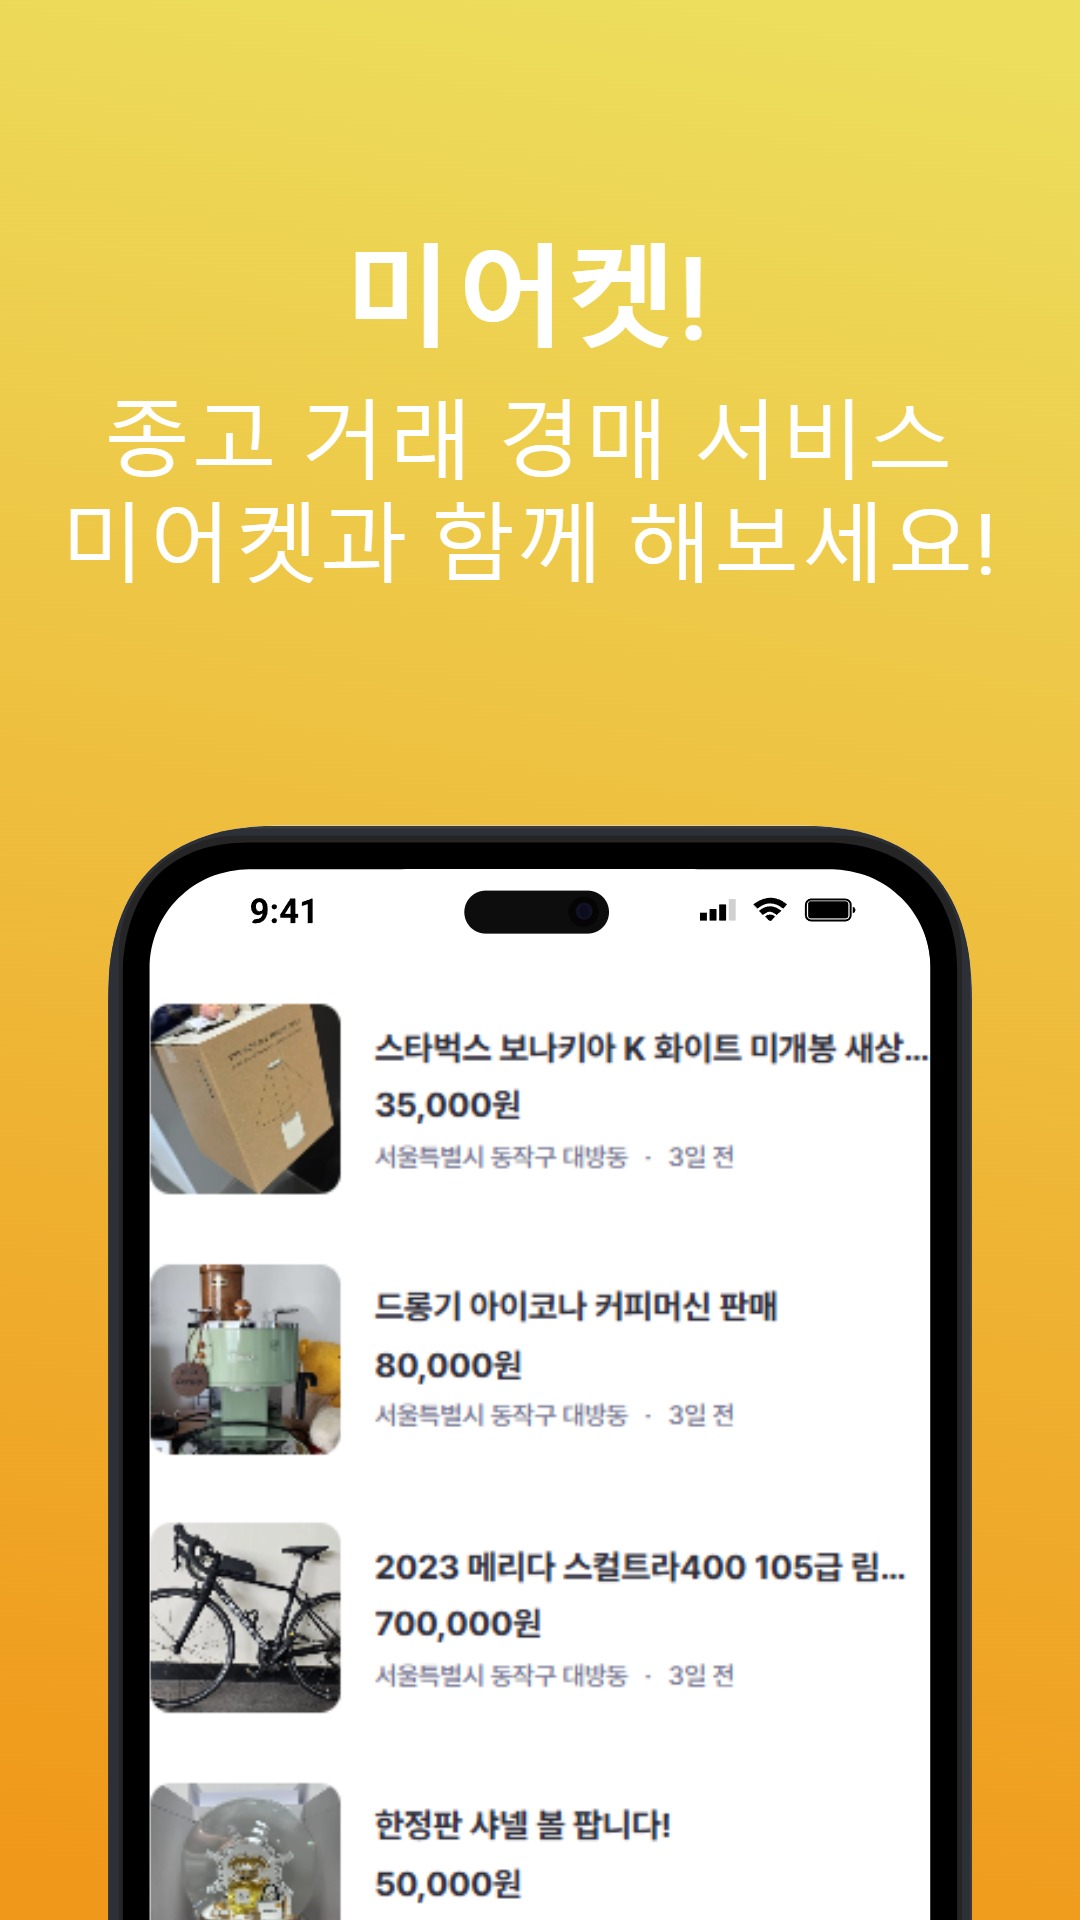 미어켓!
좋고 거래 경매 서비스
미어켓과 함께 해보세요!
9:41
스타벅스 보나키아 K 화이트 미개봉 새상...
35,000원
서울특별시 동작구 대방동 · 3일 전
드롱기 아이코나 커피머신 판매
80,000원
서울특별시 동작구 대방동 · 3일 전
2023 메리다 스컬트라400 105급 림...
700,000원
서울특별시 동작구 대방동 · 3일 전
한정판 샤넬 볼 팝니다!
50,000원